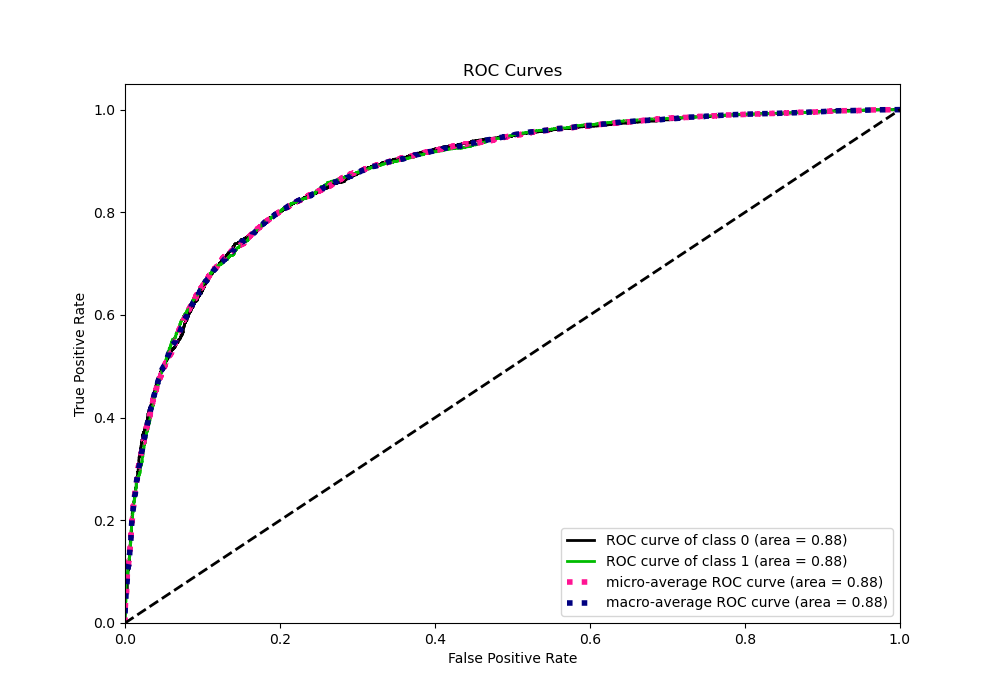 ROC Curves
True Positive Rate
1.0
0.8
0.6
0.4
0.2
0.0
ROC curve of class 0 (area = 0.88)
ROC curve of class 1 (area = 0.88)
micro-average ROC curve (area = 0.88)
macro-average ROC curve (area = 0.88)
0.0 0.2 0.4 0.6 0.8 1.0
False Positive Rate